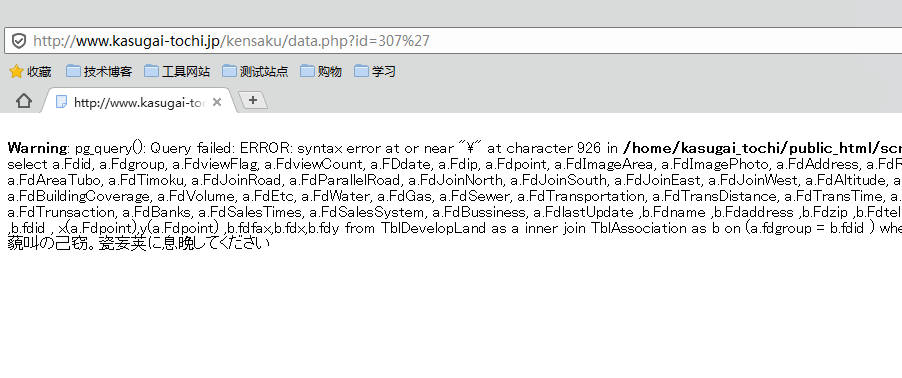 http://www.kasugai-tochi.jp/kensaku/data.php?id=307%27
收藏 技术博客 工具网站 测试站点 购物 学习
http://www.kasugai-to
Warning: pg_query(): Query failed: ERROR: syntax error at or near "¥" at character 926 in /home/kasugai_tochi/public_html/scr
select a.Fdid, a.Fdgroup, a.FdviewFlag, a.FdviewCount, a.FDdate, a.Fdip, a.Fdpoint, a.FdImageArea, a.FdImagePhoto, a.FdAddress, a.FdR
a.FdAreaTubo, a.FdTimoku, a.FdJoinRoad, a.FdParallelRoad, a.FdJoinNorth, a.FdJoinSouth, a.FdJoinEast, a.FdJoinWest, a.FdAltitude, a
a.FdBuildingCoverage, a.FdVolume, a.FdEtc, a.FdWater, a.FdGas, a.FdSewer, a.FdTransportation, a.FdTransDistance, a.FdTransTime, a
a.FdTrunsaction, a.FdBanks, a.FdSalesTimes, a.FdSalesSystem, a.FdBussiness, a.FdlastUpdate ,b.Fdname ,b.Fdaddress ,b.Fdzip ,b.Fdtel
,b.fdid , x(a.Fdpoint),y(a.Fdpoint) ,b.fdfax,b.fdx,b.fdy from TblDevelopLand as a inner join TblAssociation as b on (a.fdgroup = b.fdid ) whe
藐叫の己窃。瓷妄荚に息晩してください